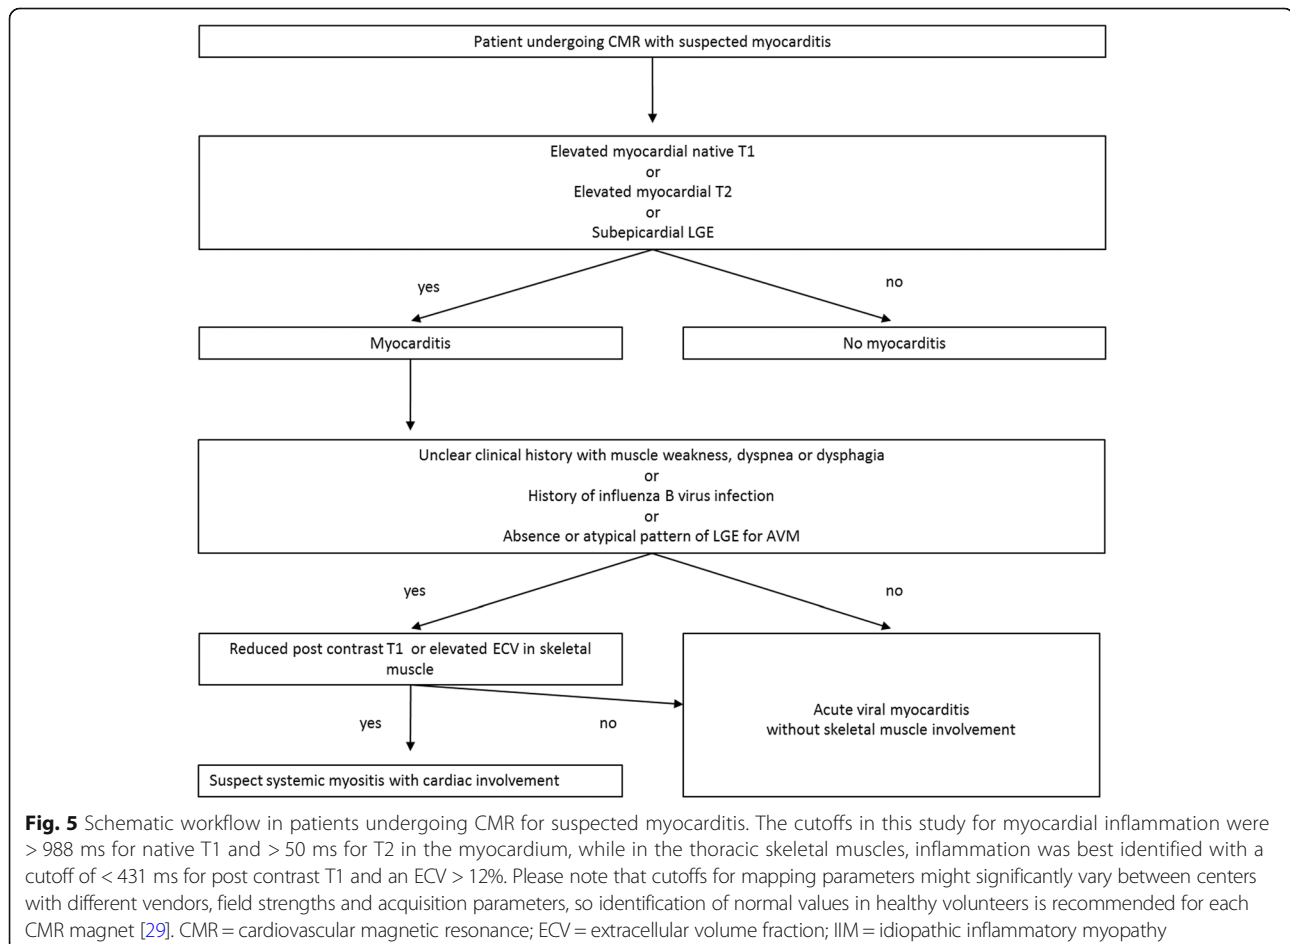 Patient undergoing CMR with suspected myocarditis
Elevated myocardial native T1
or
Elevated myocardial T2
or
Subepicardial LGE
yes
no
Myocarditis
No myocarditis
Unclear clinical history with muscle weakness, dyspnea or dysphagia
or
History of influenza B virus infection
or
Absence or atypical pattern of LGE for AVM
yes
no
Reduced post contrast T1 or elevated ECV in skeletal
muscle
Acute viral myocarditis
without skeletal muscle involvement
yes
no
Suspect systemic myositis with cardiac involvement
Fig. 5 Schematic workflow in patients undergoing CMR for suspected myocarditis. The cutoffs in this study for myocardial inflammation were
> 988 ms for native T1 and > 50 ms for T2 in the myocardium, while in the thoracic skeletal muscles, inflammation was best identified with a
cutoff of < 431 ms for post contrast T1 and an ECV > 12%. Please note that cutoffs for mapping parameters might significantly vary between centers
with different vendors, field strengths and acquisition parameters, so identification of normal values in healthy volunteers is recommended for each
CMR magnet [29]. CMR = cardiovascular magnetic resonance; ECV = extracellular volume fraction; IIM = idiopathic inflammatory myopathy